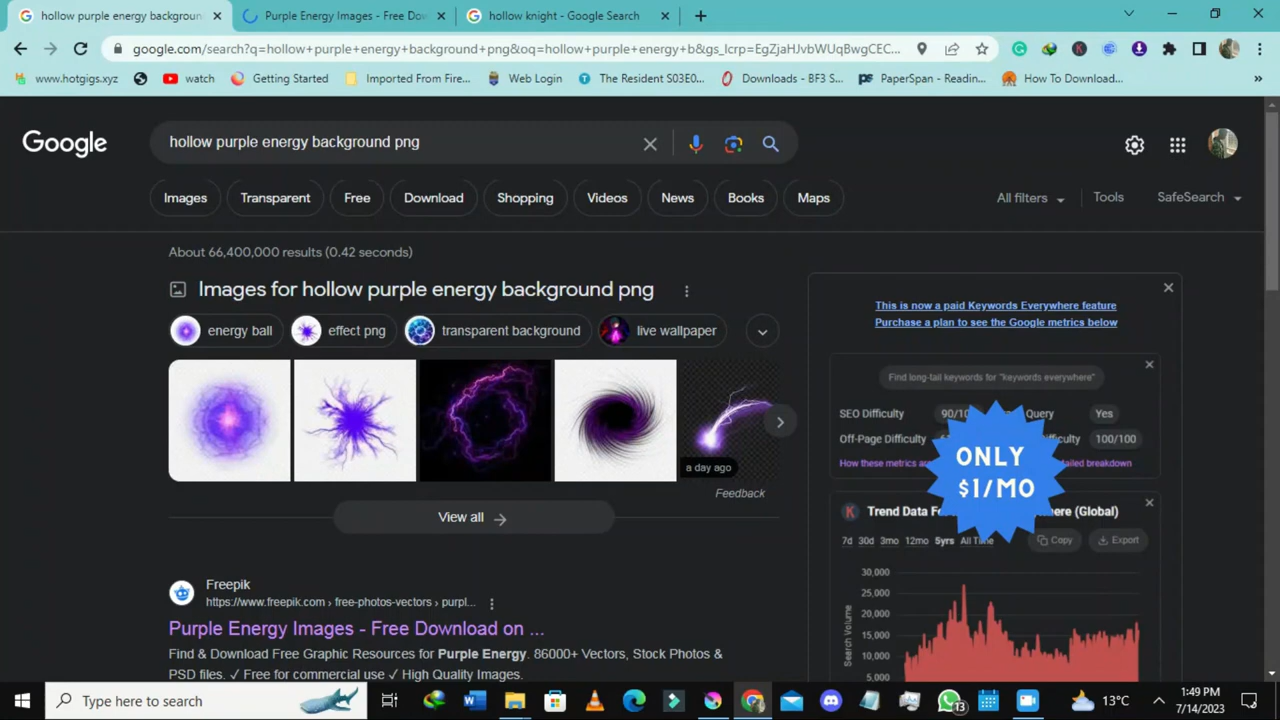 hollow purple energy backgroun
Purple Energy Images - Free Dow
hollow knight - Google Search
google.com/search?q=hollow+purple+energy+background+png&oq=hollow+purple+energy+b&gs_lcrp=EgZjaHJvbWUqBwgCEC...
www.hotgigs.xyz
watch
Getting Started
Imported From Fire...
Web Login
The Resident S03E0...
Downloads - BF3 S...
PaperSpan - Readin...
How To Download...
»
Google
hollow purple energy background png
Images
Transparent
Free
Download
Shopping
Videos
News
Books
Maps
All filters
Tools
SafeSearch
About 66,400,000 results (0.42 seconds)
Images for hollow purple energy background png
energy ball
effect png
transparent background
live wallpaper
a day ago
Feedback
View all
Freepik
https://www.freepik.com › free-photos-vectors › purpl...
Purple Energy Images - Free Download on ...
Find & Download Free Graphic Resources for Purple Energy. 86000+ Vectors, Stock Photos &
PSD files. ✓ Free for commercial use ✓ High Quality Images.
This is now a paid Keywords Everywhere feature
Purchase a plan to see the Google metrics below
Find long-tail keywords for "keywords everywhere"
SEO Difficulty
90/10
Query
Yes
Off-Page Difficulty
culty
100/100
How these metrics are
ailed breakdown
ONLY
$1/MO
Trend Data Fo
here (Global)
7d 30d 3mo 12mo 5yrs All Time
Copy
Export
30,000
25,000
20,000
15,000
10,000
5,000
Search Volume
Type here to search
13
13°C
1:49 PM
7/14/2023